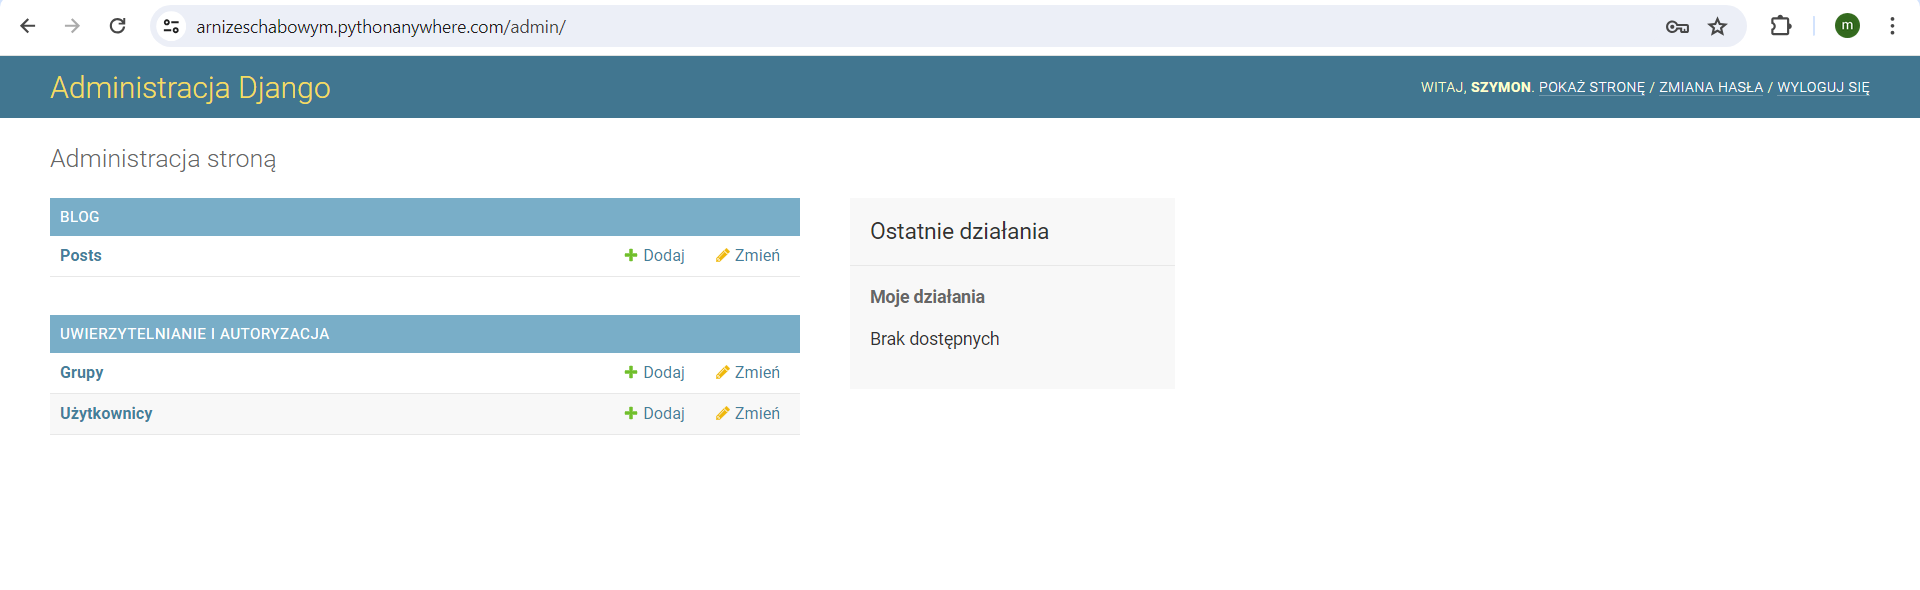 arnizeschabowym.pythonanywhere.com/admin/
m
Administracja Django
WITAJ, SZYMON. POKAŻ STRONĘ / ZMIANA HASŁA / WYLOGUJ SIĘ
Administracja stroną
BLOG
Posts Dodaj Zmień
UWIERZYTELNIANIE I AUTORYZACJA
Grupy Dodaj Zmień
Użytkownicy Dodaj Zmień
Ostatnie działania
Moje działania
Brak dostępnych